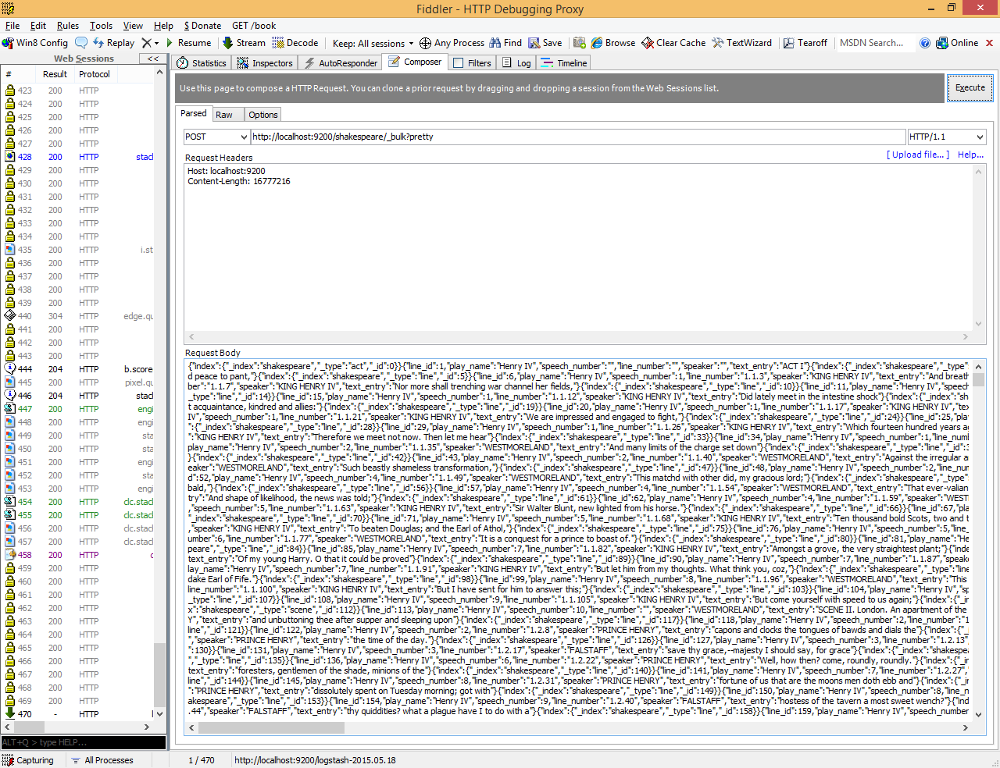 Fiddler - HTTP Debugging Proxy
File Edit Rules Tools View Help $ Donate GET /book
Win8 Config Replay Resume Stream Decode Keep: All sessions Any Process Find Save Browse Clear Cache TextWizard Tearoff MSDN Search... Online
Web Sessions <<
# Result Protocol
423 200 HTTP
424 200 HTTP
425 200 HTTP
426 200 HTTP
427 200 HTTP
428 200 HTTP stac
429 200 HTTP
430 200 HTTP
431 200 HTTP
432 200 HTTP
433 200 HTTP
434 200 HTTP
435 200 HTTP i.st
436 200 HTTP
437 200 HTTP
438 200 HTTP
439 200 HTTP
440 304 HTTP edge.qu
441 200 HTTP
442 200 HTTP
443 200 HTTP
444 204 HTTP b.score
445 200 HTTP pixel.qu
446 204 HTTP stac
447 200 HTTP engi
448 200 HTTP engi
449 200 HTTP sta
450 200 HTTP sta
451 200 HTTP engi
452 200 HTTP sta
453 200 HTTP engi
454 200 HTTP clc.stac
455 200 HTTP clc.stac
456 200 HTTP clc.stac
457 200 HTTP clc.stac
458 200 HTTP
459 200 HTTP
460 200 HTTP
461 200 HTTP
462 200 HTTP
463 200 HTTP
464 200 HTTP
465 200 HTTP
466 200 HTTP
467 200 HTTP
468 200 HTTP
469 200 HTTP
470 - HTTP
ALT+Q > type HELP...
Statistics Inspectors AutoResponder Composer Filters Log Timeline
Use this page to compose a HTTP Request. You can clone a prior request by dragging and dropping a session from the Web Sessions list.
Execute
Parsed Raw Options
POST http://localhost:9200/shakespeare/_bulk?pretty HTTP/1.1
Request Headers [ Upload file... ] Help...
Host: localhost:9200
Content-Length: 16777216
Request Body
{"index":{"_index":"shakespeare","_type":"act","_id":0}}{"line_id":1,"play_name":"Henry IV","speech_number":"","line_number":"","speaker":"","text_entry":"ACT I"}{"index":{"_index":"shakespeare","_type
d peace to pant,"}{"index":{"_index":"shakespeare","_type":"line","_id":5}}{"line_id":6,"play_name":"Henry IV","speech_number":1,"line_number":"1.1.3","speaker":"KING HENRY IV","text_entry":"And breath
ber":"1.1.7","speaker":"KING HENRY IV","text_entry":"Nor more shall trenching war channel her fields,"}{"index":{"_index":"shakespeare","_type":"line","_id":10}}{"line_id":11,"play_name":"Henry IV","speech
_type":"line","_id":14}}{"line_id":15,"play_name":"Henry IV","speech_number":1,"line_number":"1.1.12","speaker":"KING HENRY IV","text_entry":"Did lately meet in the intestine shock"}{"index":{"_index":"sh
t acquaintance, kindred and allies:"}{"index":{"_index":"shakespeare","_type":"line","_id":19}}{"line_id":20,"play_name":"Henry IV","speech_number":1,"line_number":"1.1.17","speaker":"KING HENRY IV","tex
IV","speech_number":1,"line_number":"1.1.21","speaker":"KING HENRY IV","text_entry":"We are impressed and engaged to fight,"}{"index":{"_index":"shakespeare","_type":"line","_id":24}}{"line_id":25,"play
":{"_index":"shakespeare","_type":"line","_id":28}}{"line_id":29,"play_name":"Henry IV","speech_number":1,"line_number":"1.1.26","speaker":"KING HENRY IV","text_entry":"Which fourteen hundred years ag
:"KING HENRY IV","text_entry":"Therefore we meet not now. Then let me hear"}{"index":{"_index":"shakespeare","_type":"line","_id":33}}{"line_id":34,"play_name":"Henry IV","speech_number":1,"line_num
play_name":"Henry IV","speech_number":2,"line_number":"1.1.35","speaker":"WESTMORELAND","text_entry":"And many limits of the charge set down"}{"index":{"_index":"shakespeare","_type":"line","_id":3
}{"index":{"_index":"shakespeare","_type":"line","_id":42}}{"line_id":43,"play_name":"Henry IV","speech_number":2,"line_number":"1.1.40","speaker":"WESTMORELAND","text_entry":"Against the irregular a
eaker":"WESTMORELAND","text_entry":"Such beastly shameless transformation,"}{"index":{"_index":"shakespeare","_type":"line","_id":47}}{"line_id":48,"play_name":"Henry IV","speech_number":2,"line_num
d":52,"play_name":"Henry IV","speech_number":4,"line_number":"1.1.49","speaker":"WESTMORELAND","text_entry":"This matchd with other did, my gracious lord;"}{"index":{"_index":"shakespeare","_type":
bald,"}{"index":{"_index":"shakespeare","_type":"line","_id":56}}{"line_id":57,"play_name":"Henry IV","speech_number":4,"line_number":"1.1.54","speaker":"WESTMORELAND","text_entry":"That ever-valian
try":"And shape of likelihood, the news was told;"}{"index":{"_index":"shakespeare","_type":"line","_id":61}}{"line_id":62,"play_name":"Henry IV","speech_number":4,"line_number":"1.1.59","speaker":"WEST
,"speech_number":5,"line_number":"1.1.63","speaker":"KING HENRY IV","text_entry":"Sir Walter Blunt, new lighted from his horse."}{"index":{"_index":"shakespeare","_type":"line","_id":66}}{"line_id":67,"pla
"_index":"shakespeare","_type":"line","_id":70}}{"line_id":71,"play_name":"Henry IV","speech_number":5,"line_number":"1.1.68","speaker":"KING HENRY IV","text_entry":"Ten thousand bold Scots, two and t
,"speaker":"KING HENRY IV","text_entry":"To beaten Douglas; and the Earl of Athol,"}{"index":{"_index":"shakespeare","_type":"line","_id":75}}{"line_id":76,"play_name":"Henry IV","speech_number":5,"line_
umber":6,"line_number":"1.1.77","speaker":"WESTMORELAND","text_entry":"It is a conquest for a prince to boast of."}{"index":{"_index":"shakespeare","_type":"line","_id":80}}{"line_id":81,"play_name":"He
peare","_type":"line","_id":84}}{"line_id":85,"play_name":"Henry IV","speech_number":7,"line_number":"1.1.82","speaker":"KING HENRY IV","text_entry":"Amongst a grove, the very straightest plant;"}{"index
text_entry":"Of my young Harry. O that it could be proved"}{"index":{"_index":"shakespeare","_type":"line","_id":89}}{"line_id":90,"play_name":"Henry IV","speech_number":7,"line_number":"1.1.87","speake
lay_name":"Henry IV","speech_number":7,"line_number":"1.1.91","speaker":"KING HENRY IV","text_entry":"But let him from my thoughts. What think you, coz,"}{"index":{"_index":"shakespeare","_type":"line
dake Earl of Fife."}{"index":{"_index":"shakespeare","_type":"line","_id":98}}{"line_id":99,"play_name":"Henry IV","speech_number":8,"line_number":"1.1.96","speaker":"WESTMORELAND","text_entry":"This
line_number":"1.1.100","speaker":"KING HENRY IV","text_entry":"But I have sent for him to answer this;"}{"index":{"_index":"shakespeare","_type":"line","_id":103}}{"line_id":104,"play_name":"Henry IV","sp
_type":"line","_id":107}}{"line_id":108,"play_name":"Henry IV","speech_number":9,"line_number":"1.1.105","speaker":"KING HENRY IV","text_entry":"But come yourself with speed to us again;"}{"index":{"_in
x":"shakespeare","_type":"scene","_id":112}}{"line_id":113,"play_name":"Henry IV","speech_number":10,"line_number":"","speaker":"WESTMORELAND","text_entry":"SCENE II. London. An apartment of the
Y","text_entry":"and unbuttoning thee after supper and sleeping upon"}{"index":{"_index":"shakespeare","_type":"line","_id":117}}{"line_id":118,"play_name":"Henry IV","speech_number":2,"line_number":"1
line","_id":121}}{"line_id":122,"play_name":"Henry IV","speech_number":2,"line_number":"1.2.8","speaker":"PRINCE HENRY","text_entry":"capons and clocks the tongues of bawds and dials the"}{"index":{"_i
","speaker":"PRINCE HENRY","text_entry":"the time of the day."}{"index":{"_index":"shakespeare","_type":"line","_id":126}}{"line_id":127,"play_name":"Henry IV","speech_number":3,"line_number":"1.2.13"
":130}}{"line_id":131,"play_name":"Henry IV","speech_number":3,"line_number":"1.2.17","speaker":"FALSTAFF","text_entry":"save thy grace,--majesty I should say, for grace"}{"index":{"_index":"shakespear
","_type":"line","_id":135}}{"line_id":136,"play_name":"Henry IV","speech_number":6,"line_number":"1.2.22","speaker":"PRINCE HENRY","text_entry":"Well, how then? come, roundly, roundly."}{"index":{"_i
text_entry":"foresters, gentlemen of the shade, minions of the"}{"index":{"_index":"shakespeare","_type":"line","_id":140}}{"line_id":141,"play_name":"Henry IV","speech_number":7,"line_number":"1.2.27"
line","_id":144}}{"line_id":145,"play_name":"Henry IV","speech_number":8,"line_number":"1.2.31","speaker":"PRINCE HENRY","text_entry":"fortune of us that are the moons men doth ebb and"}{"index":{"_i
:"PRINCE HENRY","text_entry":"dissolutely spent on Tuesday morning; got with"}{"index":{"_index":"shakespeare","_type":"line","_id":149}}{"line_id":150,"play_name":"Henry IV","speech_number":8,"line_n
akespeare","_type":"line","_id":153}}{"line_id":154,"play_name":"Henry IV","speech_number":9,"line_number":"1.2.40","speaker":"FALSTAFF","text_entry":"hostess of the tavern a most sweet wench?"}{"inde
.44","speaker":"FALSTAFF","text_entry":"thy quiddities? what a plague have I to do with a"}{"index":{"_index":"shakespeare","_type":"line","_id":158}}{"line_id":159,"play_name":"Henry IV","speech_number
Capturing All Processes 1 / 470 http://localhost:9200/logstash-2015.05.18